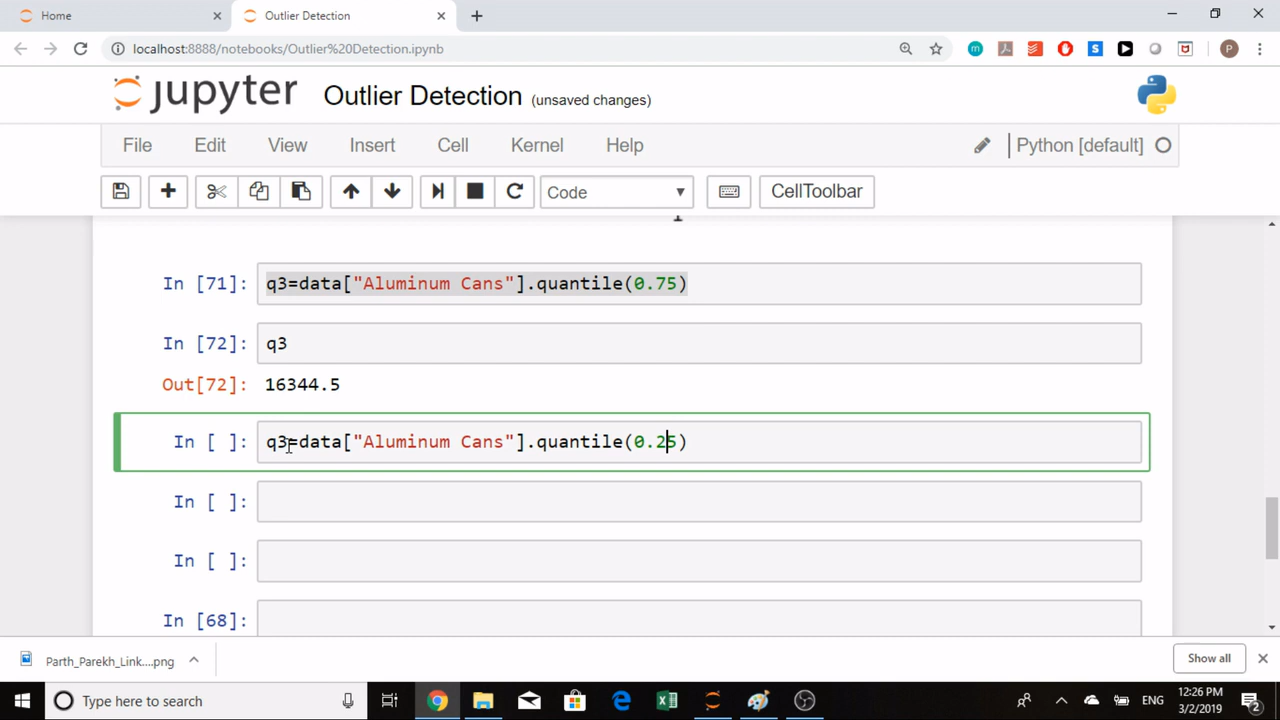 Home
Outlier Detection
localhost:8888/notebooks/Outlier%20Detection.ipynb
P
jupyter Outlier Detection (unsaved changes)
File Edit View Insert Cell Kernel Help
Python [default]
Code
CellToolbar
In [71]: q3=data["Aluminum Cans"].quantile(0.75)
In [72]: q3
Out[72]: 16344.5
In [ ]: q3=data["Aluminum Cans"].quantile(0.25)
In [ ]:
In [ ]:
In [68]:
Parth_Parekh_Link....png
Show all
Type here to search
ENG
12:26 PM
3/2/2019
2